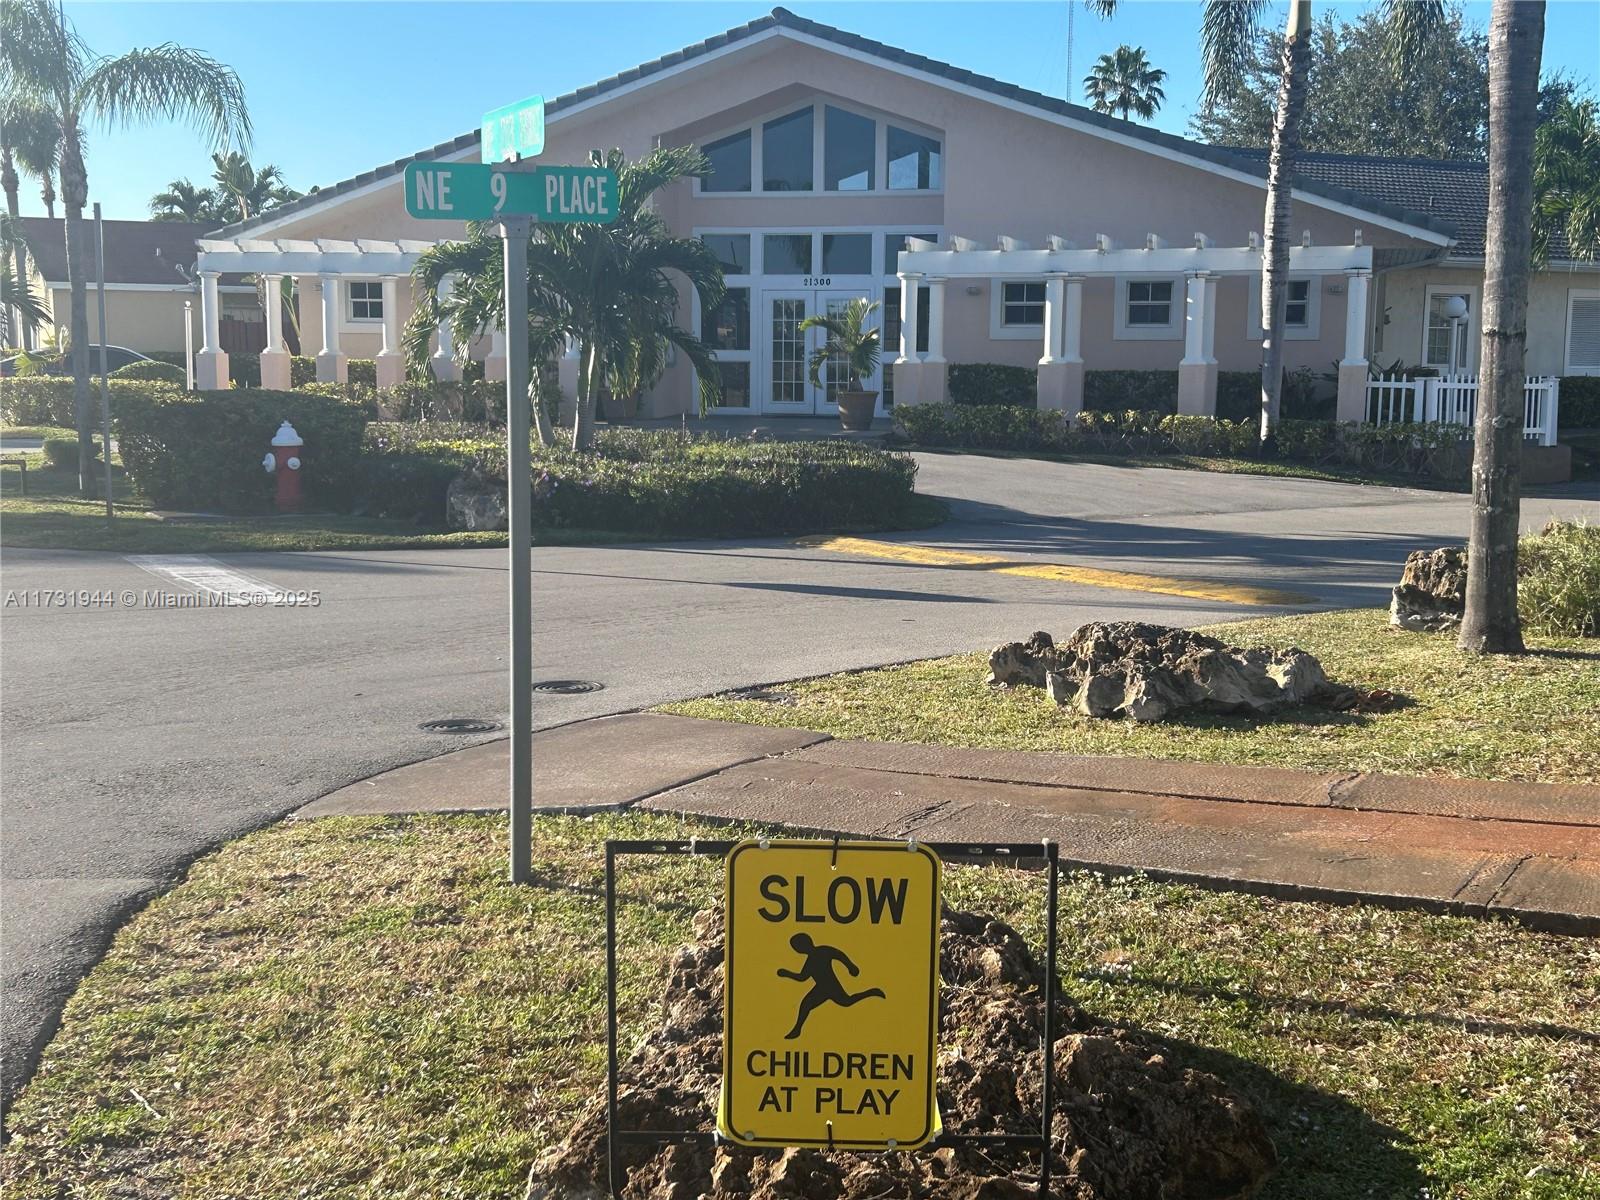 NE 9 PLACE
21300
A11731944 © Miami MLS® 2025
SLOW
CHILDREN
AT PLAY